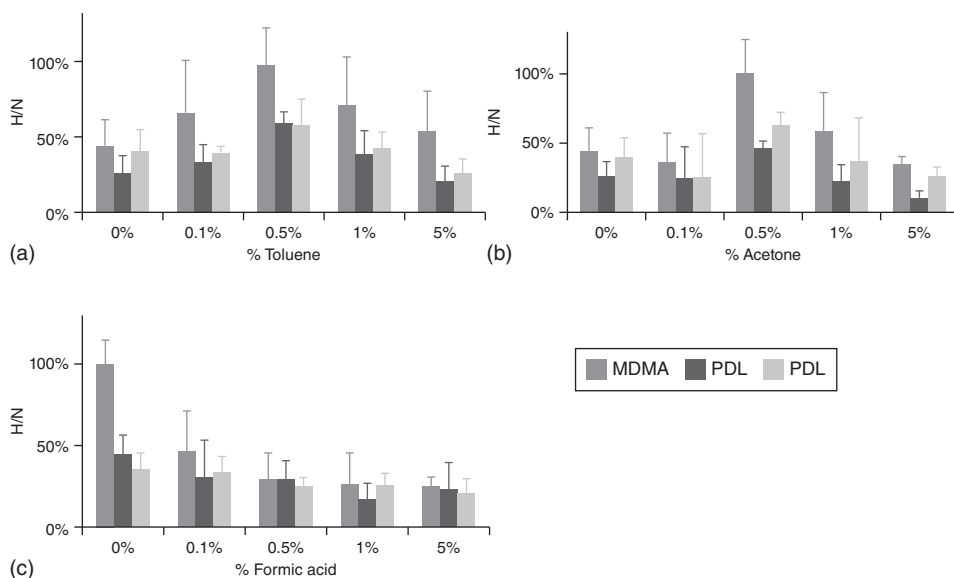 100%
50%
0%
H/N
0% 0.1% 0.5% 1% 5%
% Toluene
(a)
100%
50%
0%
H/N
0% 0.1% 0.5% 1% 5%
% Acetone
(b)
100%
50%
0%
H/N
0% 0.1% 0.5% 1% 5%
% Formic acid
(c)
MDMA PDL PDL